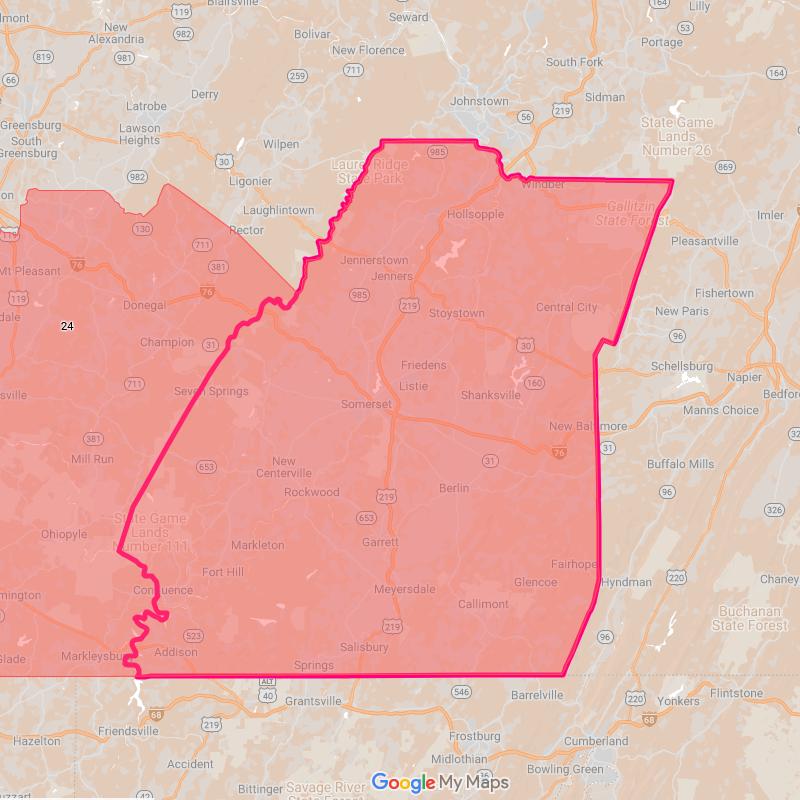 Blairsville
164
Lilly
Seward
New
Alexandria
193
982
Bolivar
53
Portage
New Florence
819
981
711
South Fork
164
66
259
Derry
Johnstown
Sidman
219
Latrobe
Greensburg
Lawson
Heights
56
State Game
Lands
Number 26
South
Greensburg
Wilpen
985
30
Laurel Ridge
State Park
869
982
Ligonier
Windber
Laughlintown
Hollsopple
Gallitzin
State Forest
Imler
119
130
Rector
711
Pleasantville
Mt Pleasant
76
381
Jennerstown
Jenners
76
Fishertown
119
985
219
Donegal
Stoystown
Central City
New Paris
24
96
Champion
31
30
Friedens
Schellsburg
Napier
711
Seven Springs
Listie
160
Shanksville
Bedford
Somerset
Manns Choice
New Baltimore
381
31
76
Mill Run
653
New
Centerville
31
Buffalo Mills
Rockwood
Berlin
96
219
326
653
State Game
Lands
Number 111
Ohiopyle
Markleton
Garrett
Fairhope
Fort Hill
Hyndman
220
Chaney
Confluence
Meyersdale
Glencoe
Callimont
Buchanan
State Forest
219
523
96
Markleysburg
Addison
Salisbury
Springs
ALT
40
546
Barrelville
Flintstone
Grantsville
220
Yonkers
68
68
Friendsville
219
Frostburg
Hazelton
Cumberland
Midlothian
Accident
Bowling Green
36
42
Bittinger
Savage River
State Forest
Google My Maps